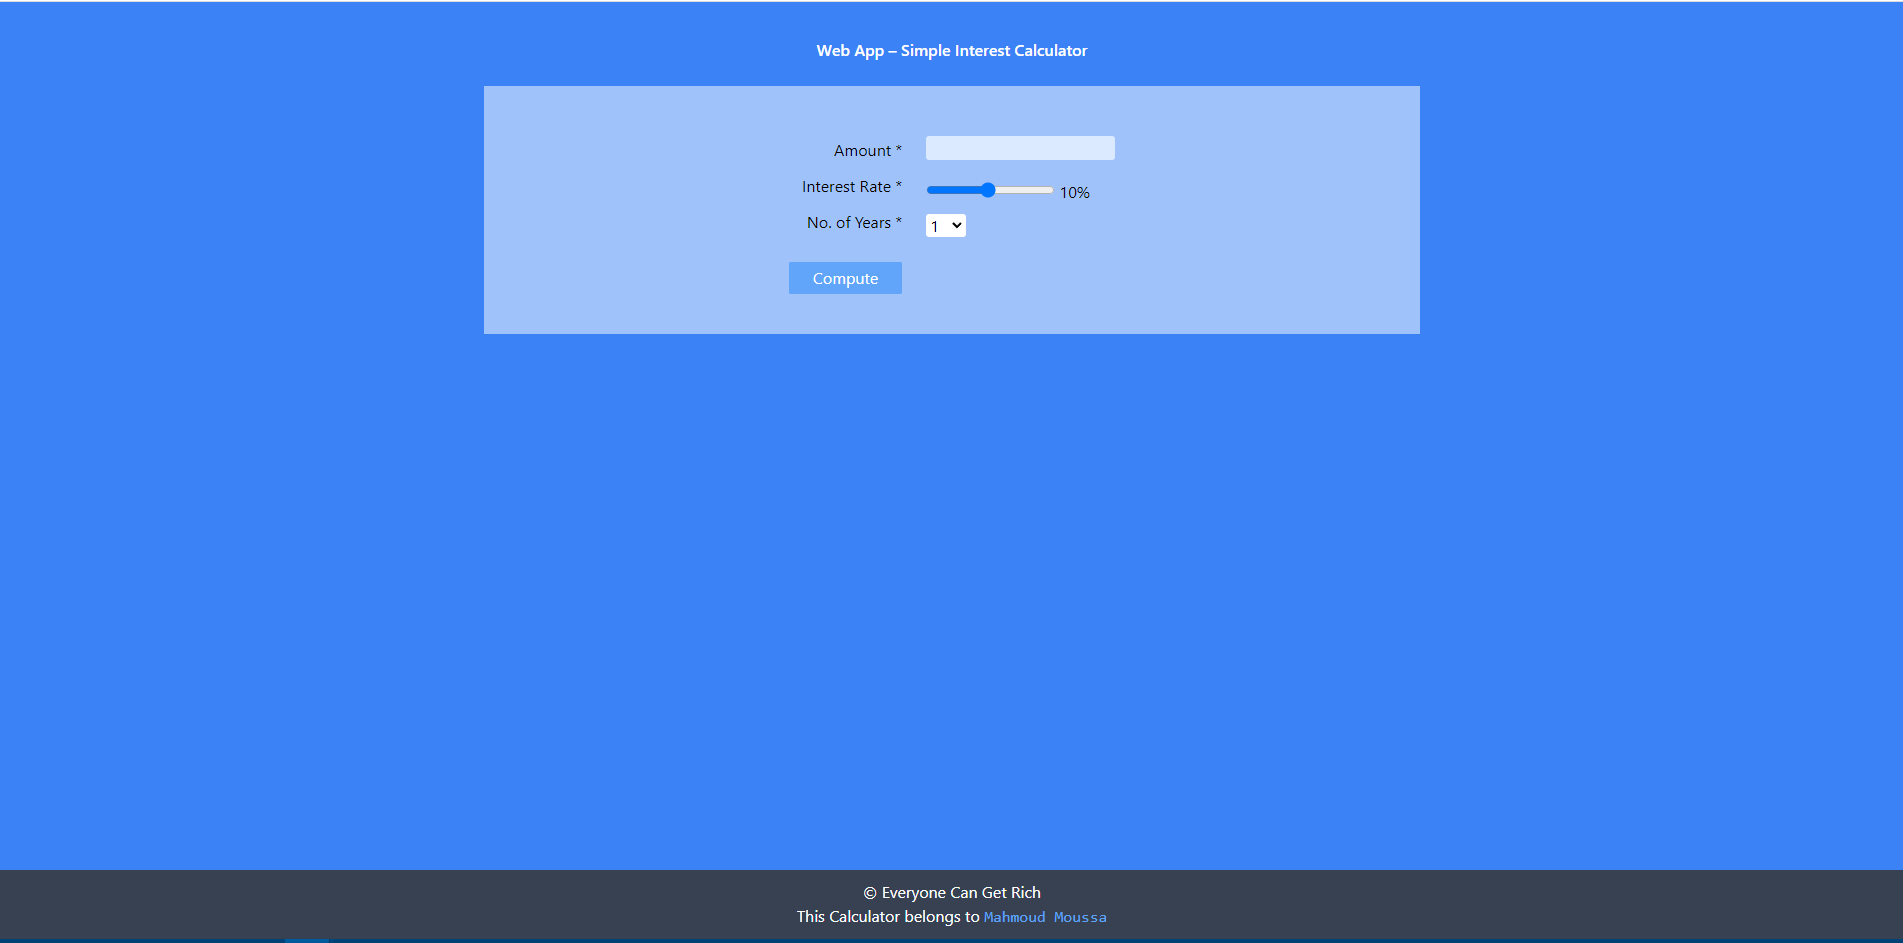 Web App – Simple Interest Calculator
Amount *
Interest Rate * 10%
No. of Years * 1
Compute
© Everyone Can Get Rich
This Calculator belongs to Mahmoud Moussa